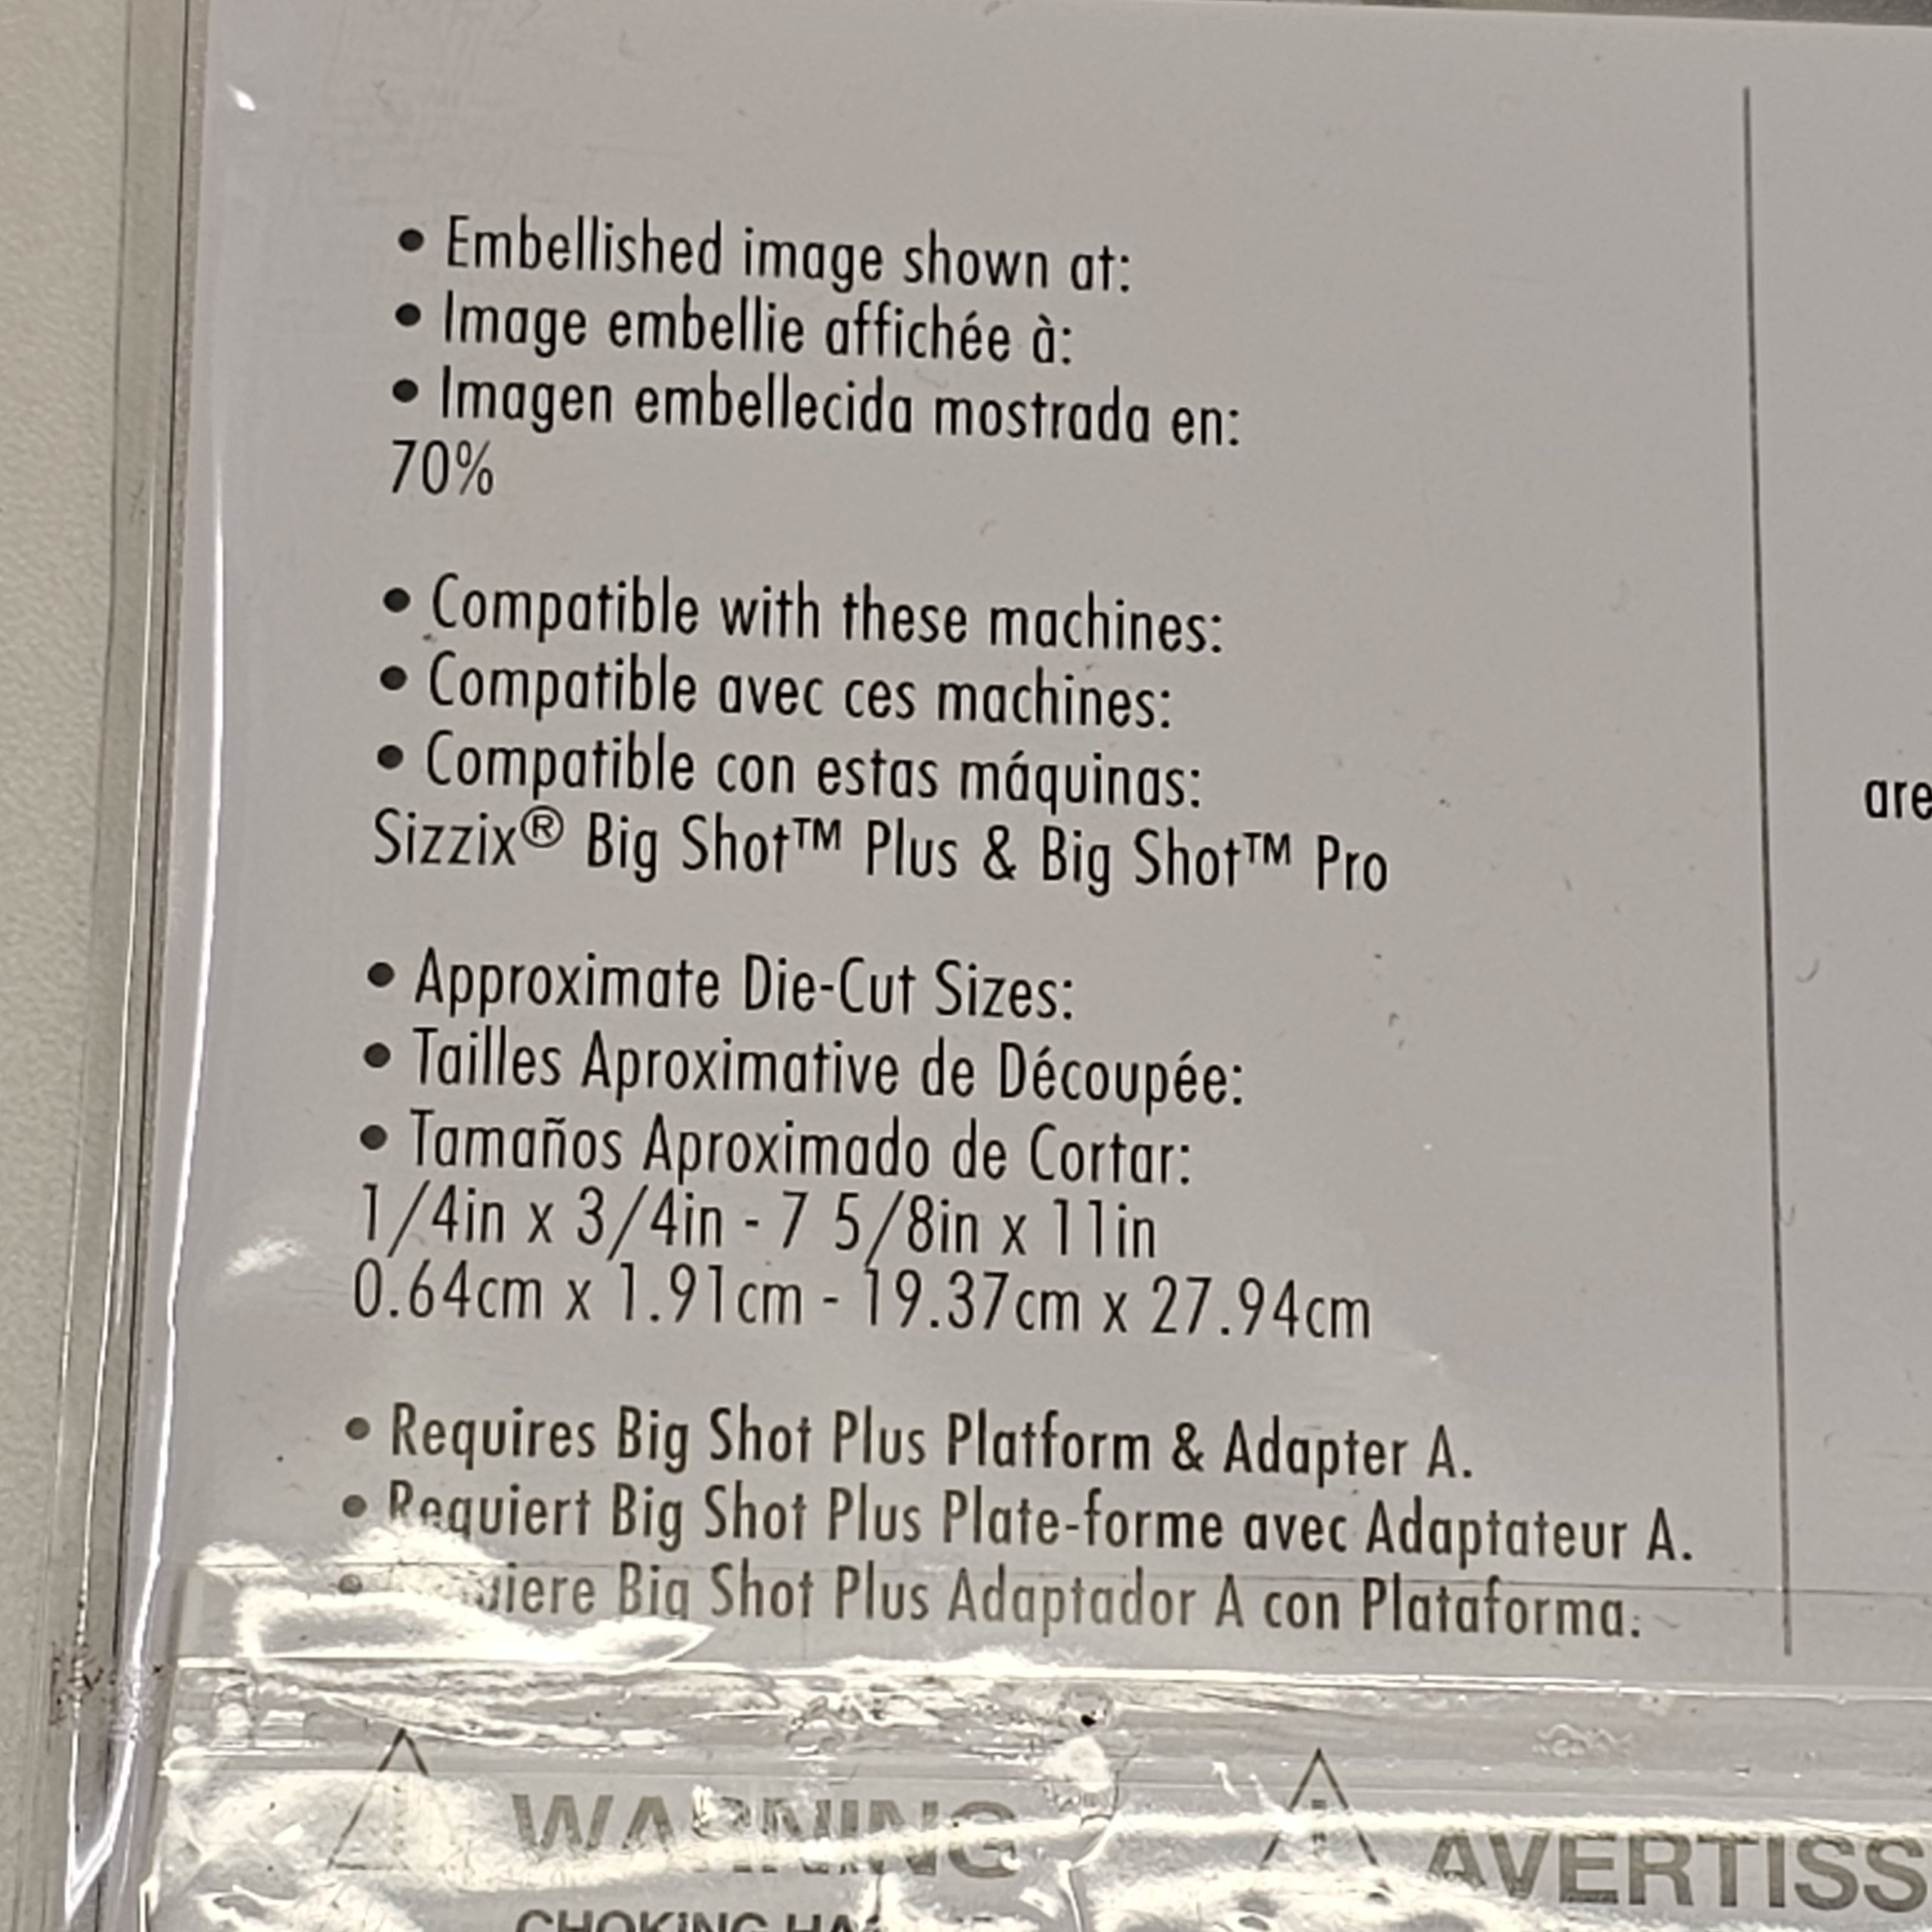 • Embellished image shown at:
• Image embellie affichée à:
• Imagen embellecida mostrada en:
70%
• Compatible with these machines:
• Compatible avec ces machines:
• Compatible con estas máquinas:
Sizzix® Big Shot™ Plus & Big Shot™ Pro
are
• Approximate Die-Cut Sizes:
• Tailles Aproximative de Découpée:
• Tamaños Aproximado de Cortar:
1/4in x 3/4in - 7 5/8in x 11in
0.64cm x 1.91cm - 19.37cm x 27.94cm
• Requires Big Shot Plus Platform & Adapter A.
• Requiert Big Shot Plus Plate-forme avec Adaptateur A.
• Big Shot Plus Adaptador A con Plataforma.
WARNING
AVERTISS
CHOKING